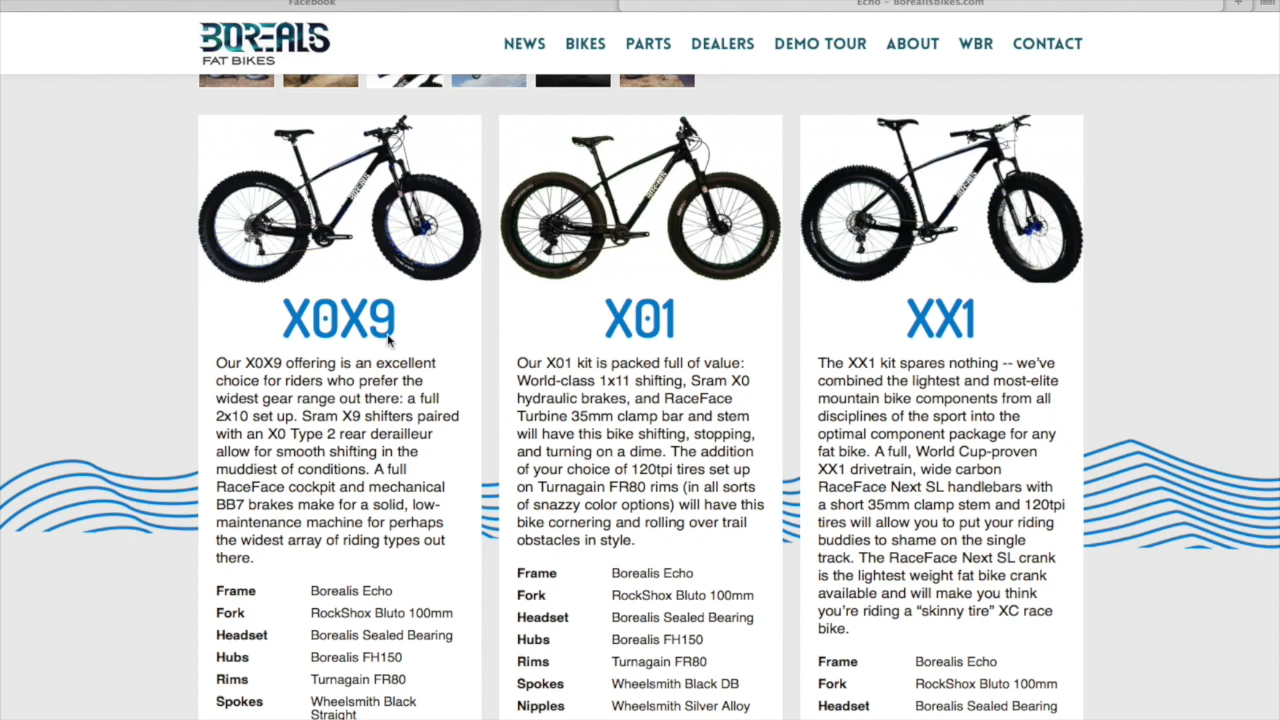 Facebook
Echo – Borealisbikes.com
BOREALIS
FAT BIKES
NEWS BIKES PARTS DEALERS DEMO TOUR ABOUT WBR CONTACT
X0X9
Our X0X9 offering is an excellent
choice for riders who prefer the
widest gear range out there: a full
2x10 set up. Sram X9 shifters paired
with an X0 Type 2 rear derailleur
allow for smooth shifting in the
muddiest of conditions. A full
RaceFace cockpit and mechanical
BB7 brakes make for a solid, low-
maintenance machine for perhaps
the widest array of riding types out
there.
Frame Borealis Echo
Fork RockShox Bluto 100mm
Headset Borealis Sealed Bearing
Hubs Borealis FH150
Rims Turnagain FR80
Spokes Wheelsmith Black
Straight
X01
Our X01 kit is packed full of value:
World-class 1x11 shifting, Sram X0
hydraulic brakes, and RaceFace
Turbine 35mm clamp bar and stem
will have this bike shifting, stopping,
and turning on a dime. The addition
of your choice of 120tpi tires set up
on Turnagain FR80 rims (in all sorts
of snazzy color options) will have this
bike cornering and rolling over trail
obstacles in style.
Frame Borealis Echo
Fork RockShox Bluto 100mm
Headset Borealis Sealed Bearing
Hubs Borealis FH150
Rims Turnagain FR80
Spokes Wheelsmith Black DB
Nipples Wheelsmith Silver Alloy
XX1
The XX1 kit spares nothing -- we've
combined the lightest and most-elite
mountain bike components from all
disciplines of the sport into the
optimal component package for any
fat bike. A full, World Cup-proven
XX1 drivetrain, wide carbon
RaceFace Next SL handlebars with
a short 35mm clamp stem and 120tpi
tires will allow you to put your riding
buddies to shame on the single
track. The RaceFace Next SL crank
is the lightest weight fat bike crank
available and will make you think
you're riding a “skinny tire” XC race
bike.
Frame Borealis Echo
Fork RockShox Bluto 100mm
Headset Borealis Sealed Bearing